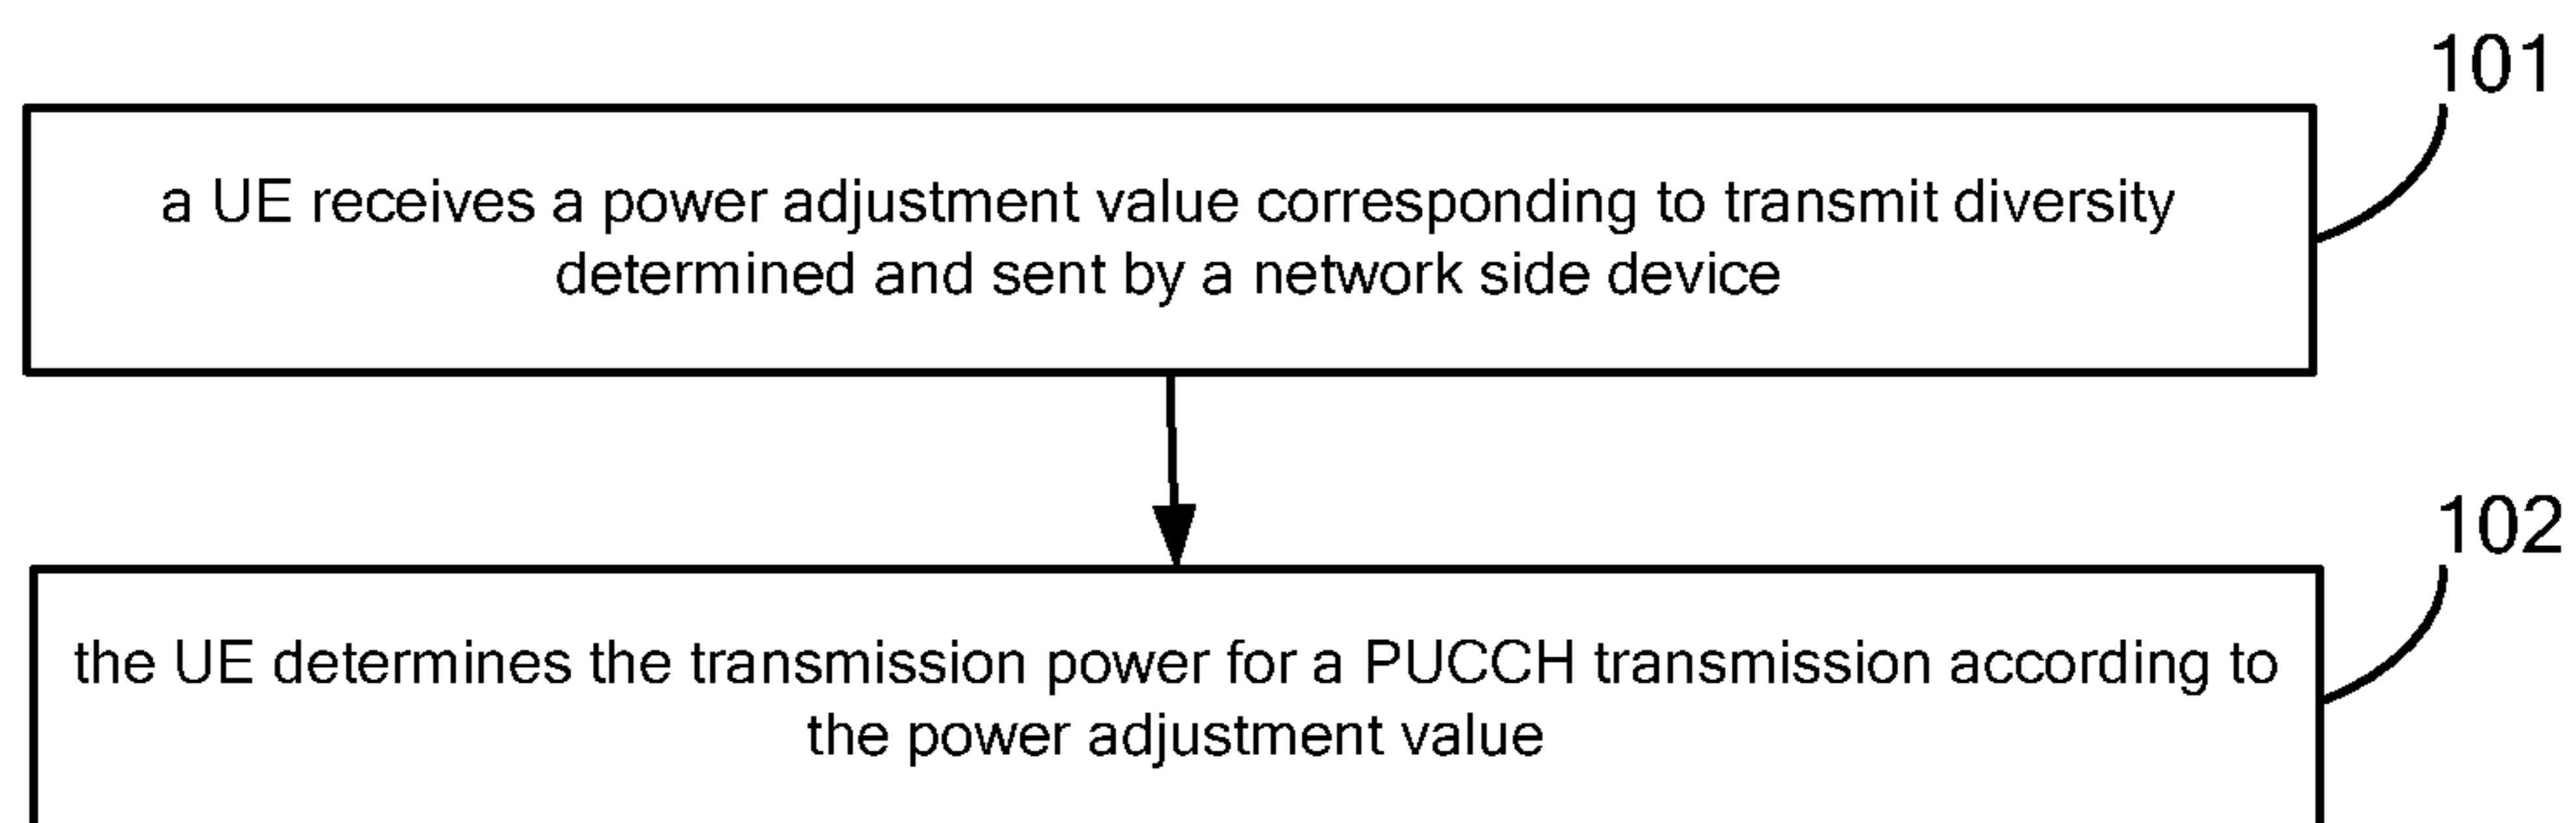 101
a UE receives a power adjustment value corresponding to transmit diversity
determined and sent by a network side device
102
the UE determines the transmission power for a PUCCH transmission according to
the power adjustment value